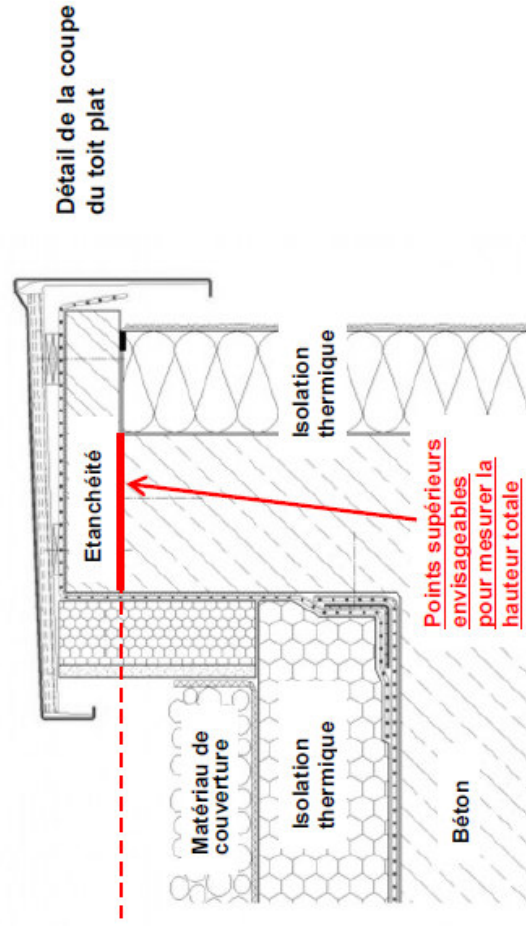 Détail de la coupe
du toit plat
Etanchéité
Isolation
thermique
Matériau de
couverture
Isolation
thermique
Points supérieurs
envisageables
pour mesurer la
hauteur totale
Béton